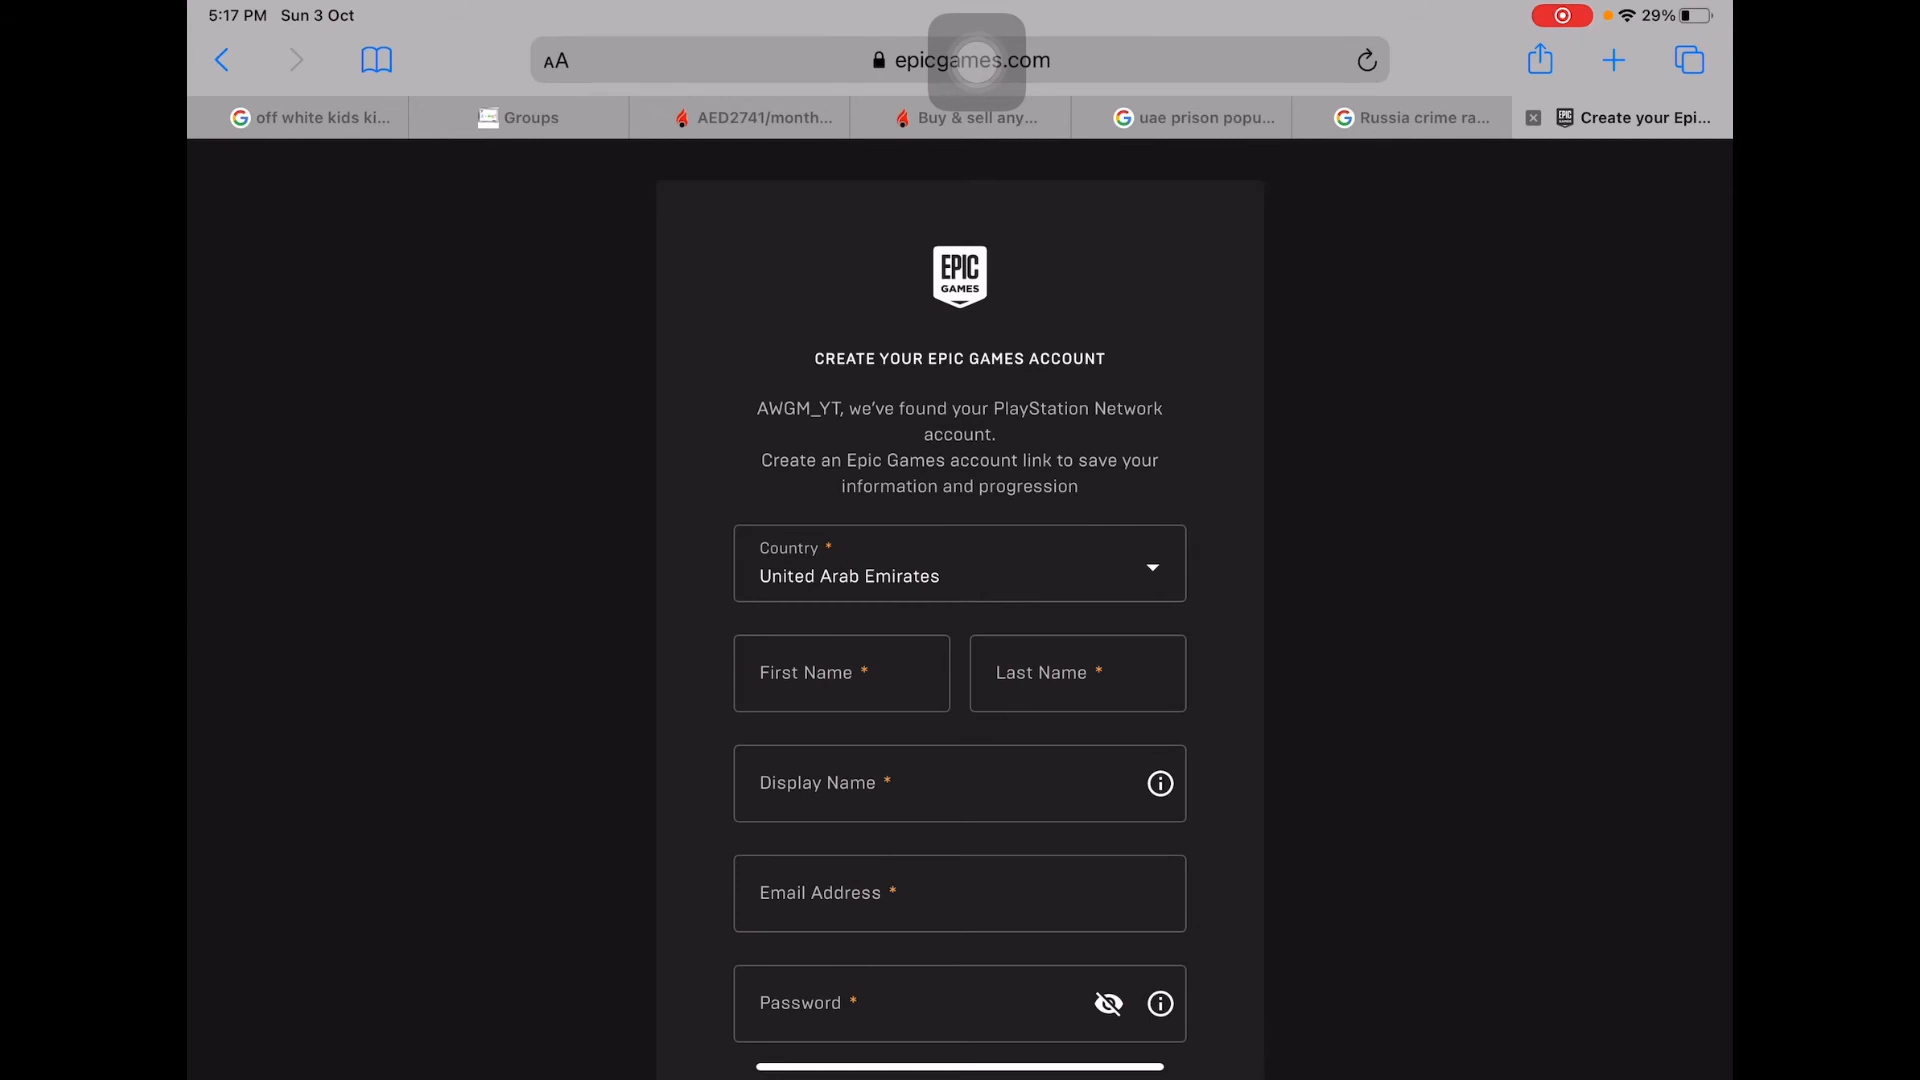 5:17 PM Sun 3 Oct 29%
AA epicgames.com
off white kids ki... Groups AED2741/month... Buy & sell any... uae prison popu... Russia crime ra... Create your Epi...
EPIC
GAMES
CREATE YOUR EPIC GAMES ACCOUNT
AWGM_YT, we've found your PlayStation Network
account.
Create an Epic Games account link to save your
information and progression
Country *
United Arab Emirates
First Name * Last Name *
Display Name *
Email Address *
Password *